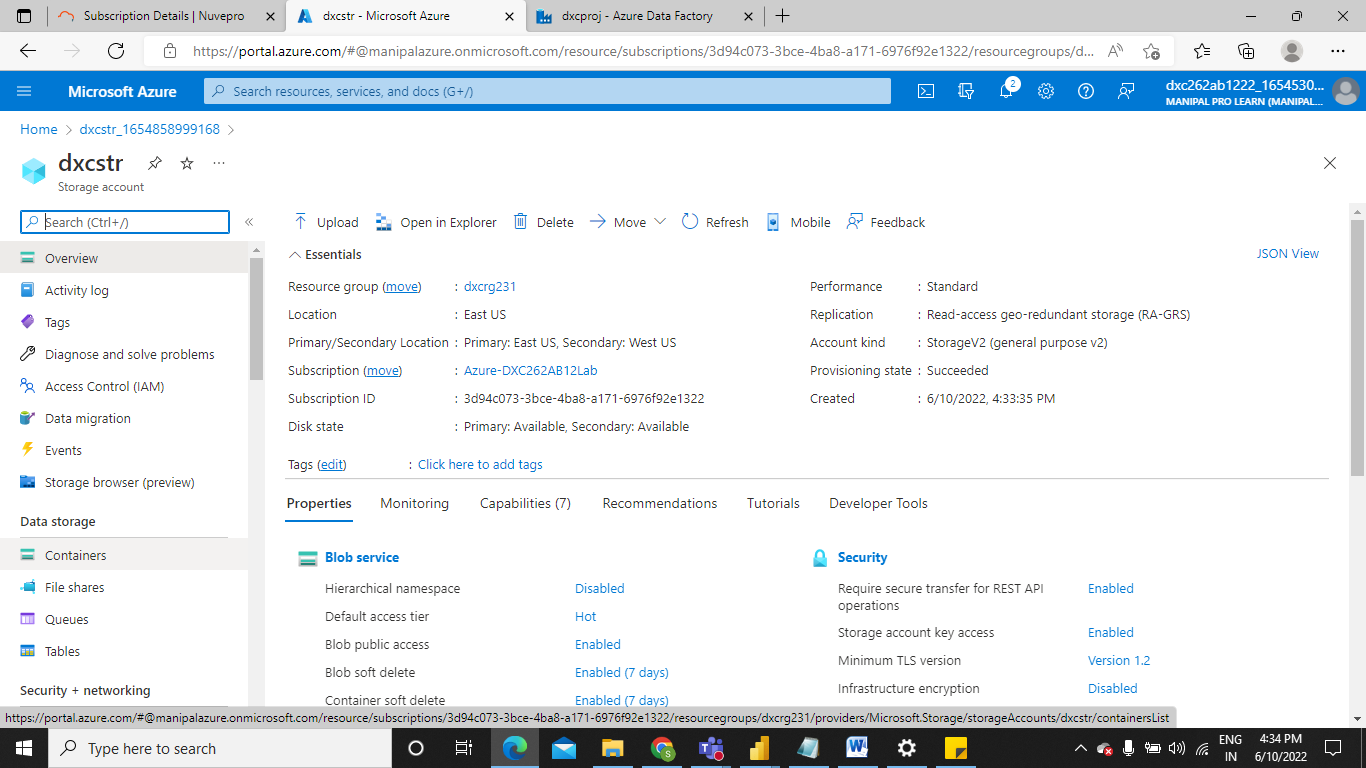 Subscription Details | Nuvepro
dxcstr - Microsoft Azure
dxcproj - Azure Data Factory
https://portal.azure.com/#@manipalazure.onmicrosoft.com/resource/subscriptions/3d94c073-3bce-4ba8-a171-6976f92e1322/resourcegroups/d...
Microsoft Azure
Search resources, services, and docs (G+/)
2
dxc262ab1222_1654530...
MANIPAL PRO LEARN (MANIPAL...
Home > dxcstr_1654858999168 >
dxcstr
Storage account
Search (Ctrl+/)
Overview
Activity log
Tags
Diagnose and solve problems
Access Control (IAM)
Data migration
Events
Storage browser (preview)
Data storage
Containers
File shares
Queues
Tables
Security + networking
Upload Open in Explorer Delete Move Refresh Mobile Feedback
Essentials
JSON View
Resource group (move) : dxcrg231
Location : East US
Primary/Secondary Location : Primary: East US, Secondary: West US
Subscription (move) : Azure-DXC262AB12Lab
Subscription ID : 3d94c073-3bce-4ba8-a171-6976f92e1322
Disk state : Primary: Available, Secondary: Available
Performance : Standard
Replication : Read-access geo-redundant storage (RA-GRS)
Account kind : StorageV2 (general purpose v2)
Provisioning state : Succeeded
Created : 6/10/2022, 4:33:35 PM
Tags (edit) : Click here to add tags
Properties Monitoring Capabilities (7) Recommendations Tutorials Developer Tools
Blob service
Hierarchical namespace Disabled
Default access tier Hot
Blob public access Enabled
Blob soft delete Enabled (7 days)
Container soft delete Enabled (7 days)
Security
Require secure transfer for REST API Enabled
operations
Storage account key access Enabled
Minimum TLS version Version 1.2
Infrastructure encryption Disabled
https://portal.azure.com/#@manipalazure.onmicrosoft.com/resource/subscriptions/3d94c073-3bce-4ba8-a171-6976f92e1322/resourcegroups/dxcrg231/providers/Microsoft.Storage/storageAccounts/dxcstr/containersList
Type here to search
ENG
IN
4:34 PM
6/10/2022